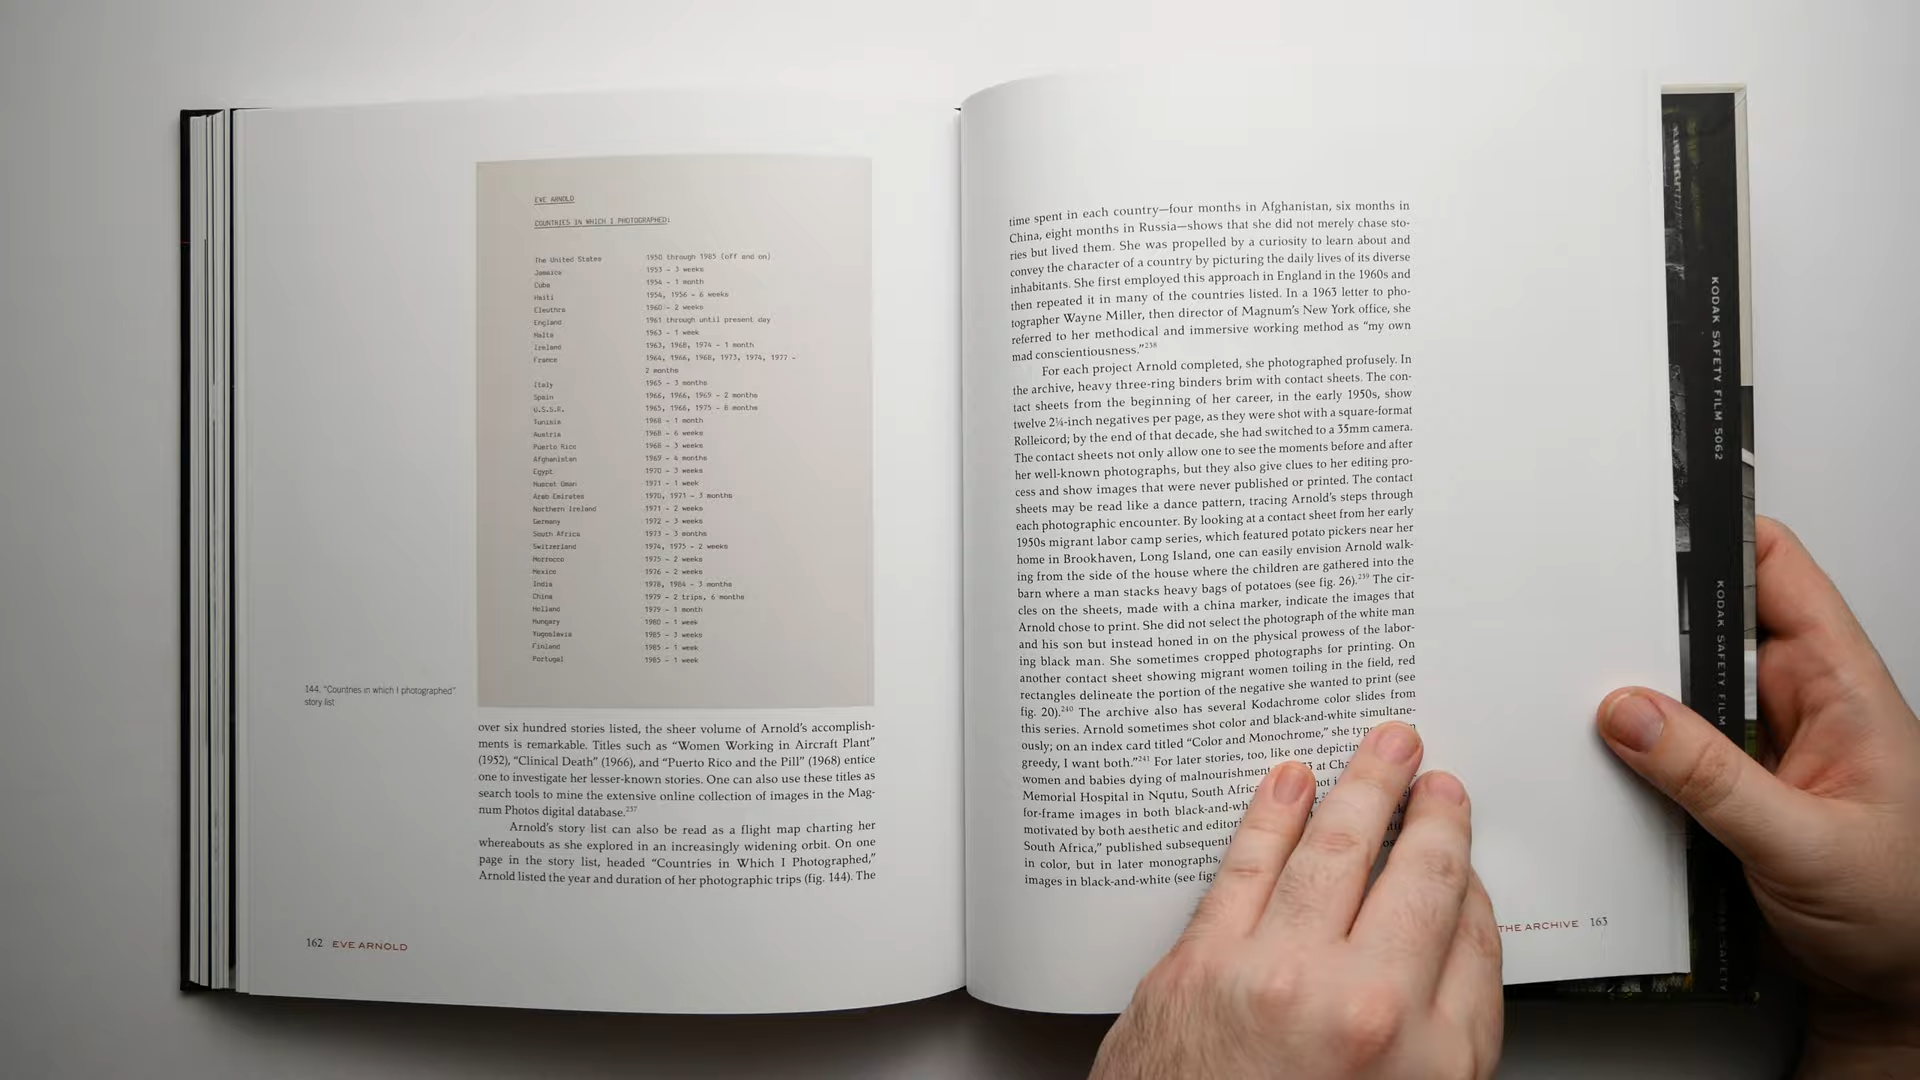 EVE ARNOLD
COUNTRIES IN WHICH I PHOTOGRAPHED:
The United States 1950 through 1985 (off and on)
Jamaica 1953 - 3 weeks
Cuba 1954 - 1 month
Haiti 1954, 1956 - 6 weeks
Eleuthra 1960 - 2 weeks
England 1961 through until present day
Malta 1963 - 1 week
Ireland 1963, 1968, 1974 - 1 month
France 1964, 1966, 1968, 1973, 1974, 1977 -
2 months
Italy 1965 - 3 months
Spain 1966, 1966, 1969 - 2 months
U.S.S.R. 1965, 1966, 1975 - 8 months
Tunisia 1968 - 1 month
Austria 1968 - 6 weeks
Puerto Rico 1968 - 3 weeks
Afghanistan 1969 - 4 months
Egypt 1970 - 3 weeks
Muscat Oman 1971 - 1 week
Arab Emirates 1970, 1971 - 3 months
Northern Ireland 1971 - 2 weeks
Germany 1972 - 3 weeks
South Africa 1973 - 3 months
Switzerland 1974, 1975 - 2 weeks
Morrocco 1975 - 2 weeks
Mexico 1976 - 2 weeks
India 1978, 1984 - 3 months
China 1979 - 2 trips, 6 months
Holland 1979 - 1 month
Hungary 1980 - 1 week
Yugoslavia 1985 - 3 weeks
Finland 1985 - 1 week
Portugal 1985 - 1 week
144. "Countries in which I photographed"
story list
over six hundred stories listed, the sheer volume of Arnold's accomplish-
ments is remarkable. Titles such as "Women Working in Aircraft Plant"
(1952), "Clinical Death" (1966), and "Puerto Rico and the Pill" (1968) entice
one to investigate her lesser-known stories. One can also use these titles as
search tools to mine the extensive online collection of images in the Mag-
num Photos digital database.237
Arnold's story list can also be read as a flight map charting her
whereabouts as she explored in an increasingly widening orbit. On one
page in the story list, headed "Countries in Which I Photographed,"
Arnold listed the year and duration of her photographic trips (fig. 144). The
162 EVE ARNOLD
time spent in each country—four months in Afghanistan, six months in
China, eight months in Russia—shows that she did not merely chase sto-
ries but lived them. She was propelled by a curiosity to learn about and
convey the character of a country by picturing the daily lives of its diverse
inhabitants. She first employed this approach in England in the 1960s and
then repeated it in many of the countries listed. In a 1963 letter to pho-
tographer Wayne Miller, then director of Magnum's New York office, she
referred to her methodical and immersive working method as "my own
mad conscientiousness."238
For each project Arnold completed, she photographed profusely. In
the archive, heavy three-ring binders brim with contact sheets. The con-
tact sheets from the beginning of her career, in the early 1950s, show
twelve 2¼-inch negatives per page, as they were shot with a square-format
Rolleicord; by the end of that decade, she had switched to a 35mm camera.
The contact sheets not only allow one to see the moments before and after
her well-known photographs, but they also give clues to her editing pro-
cess and show images that were never published or printed. The contact
sheets may be read like a dance pattern, tracing Arnold's steps through
each photographic encounter. By looking at a contact sheet from her early
1950s migrant labor camp series, which featured potato pickers near her
home in Brookhaven, Long Island, one can easily envision Arnold walk-
ing from the side of the house where the children are gathered into the
barn where a man stacks heavy bags of potatoes (see fig. 26).239 The cir-
cles on the sheets, made with a china marker, indicate the images that
Arnold chose to print. She did not select the photograph of the white man
and his son but instead honed in on the physical prowess of the labor-
ing black man. She sometimes cropped photographs for printing. On
another contact sheet showing migrant women toiling in the field, red
rectangles delineate the portion of the negative she wanted to print (see
fig. 20).240 The archive also has several Kodachrome color slides from
this series. Arnold sometimes shot color and black-and-white simultane-
ously; on an index card titled "Color and Monochrome," she
greedy, I want both."241 For later stories, too, like one
women and babies dying of malnourishment at
Memorial Hospital in Nqutu, South
for-frame images in both
motivated by both aesthetic and
South Africa," published
in color, but in later monographs,
images in black-and-white (see
THE ARCHIVE 163
KODAK SAFETY FILM 5062
KODAK SAFETY FILM